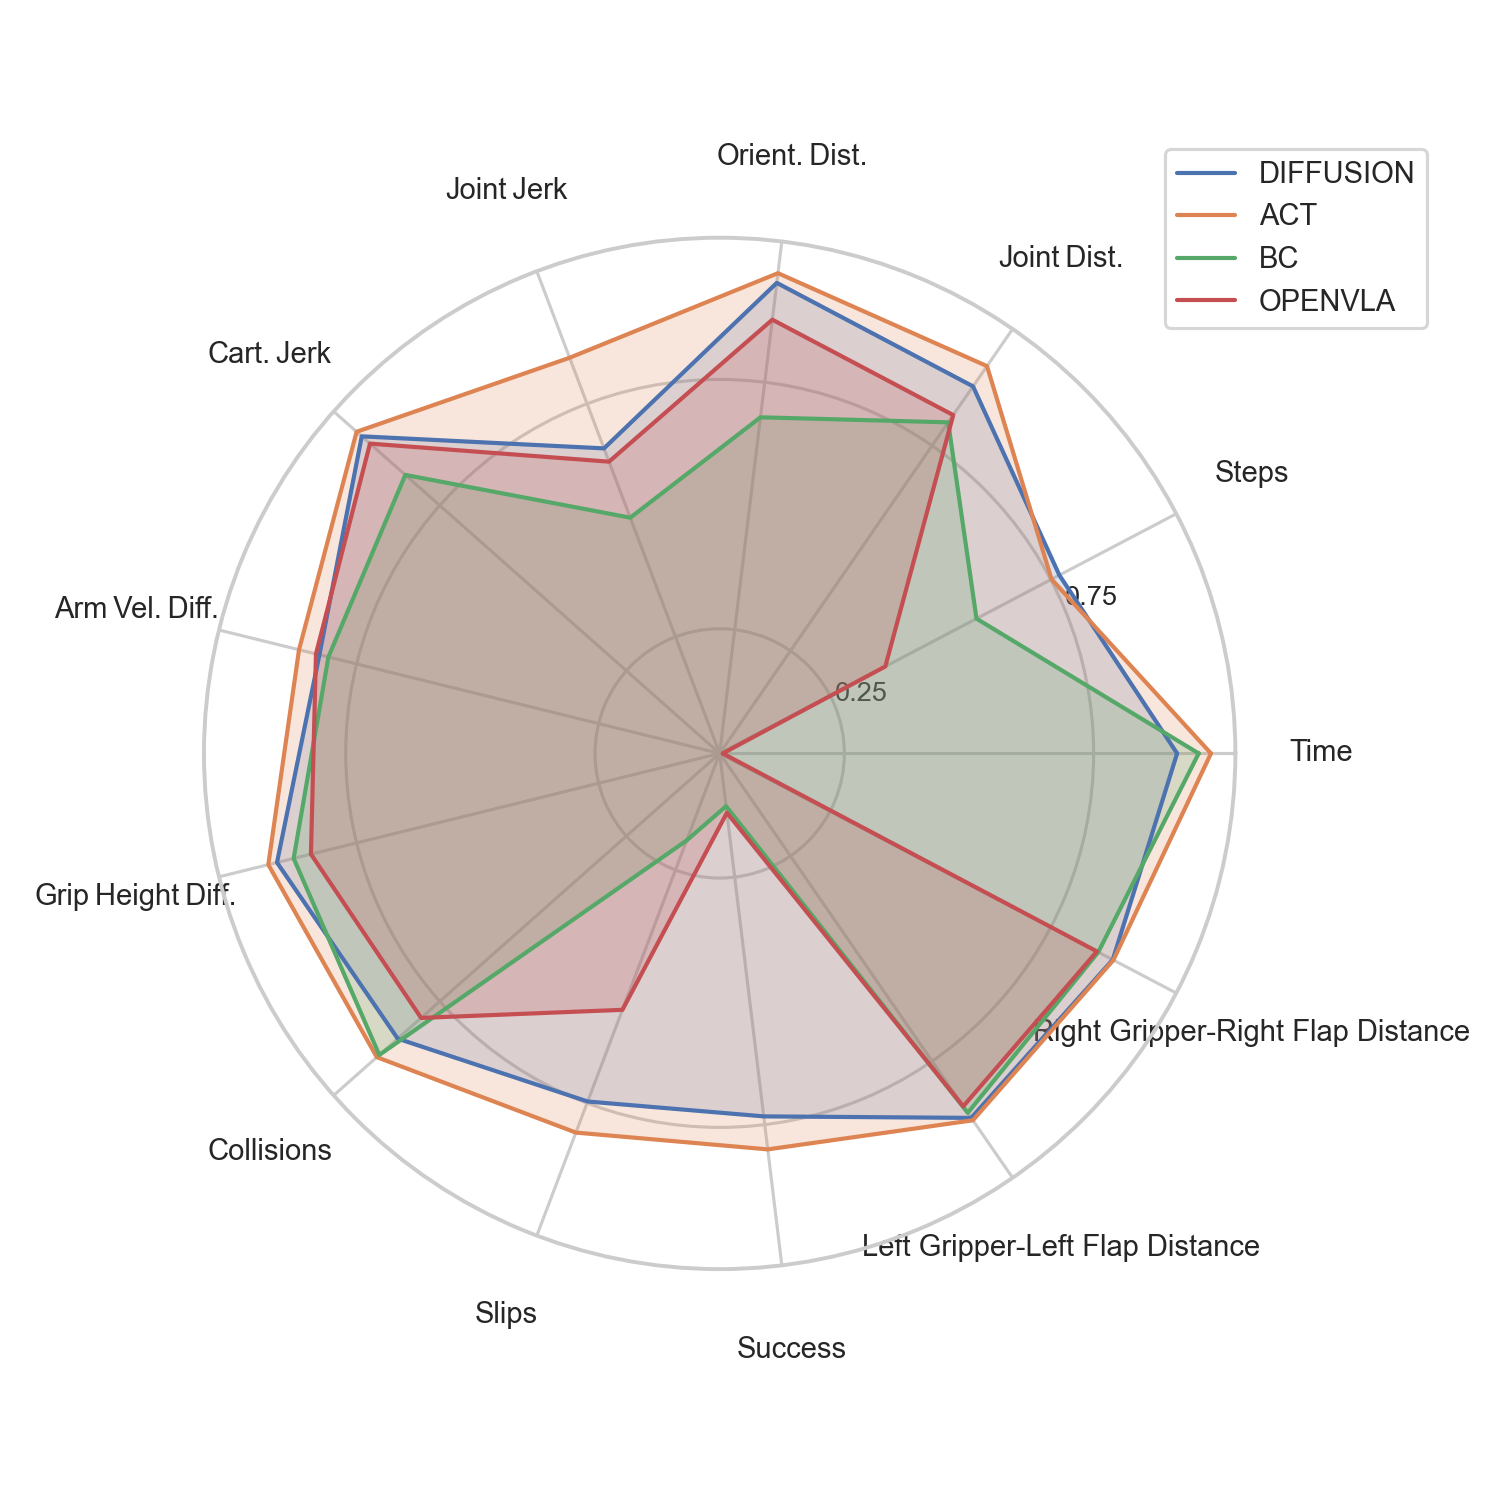 Orient. Dist.
Joint Jerk
Joint Dist.
DIFFUSION
ACT
BC
OPENVLA
Cart. Jerk
Steps
0.75
Arm Vel. Diff.
0.25
Time
Grip Height Diff.
Right Gripper-Right Flap Distance
Collisions
Left Gripper-Left Flap Distance
Slips
Success